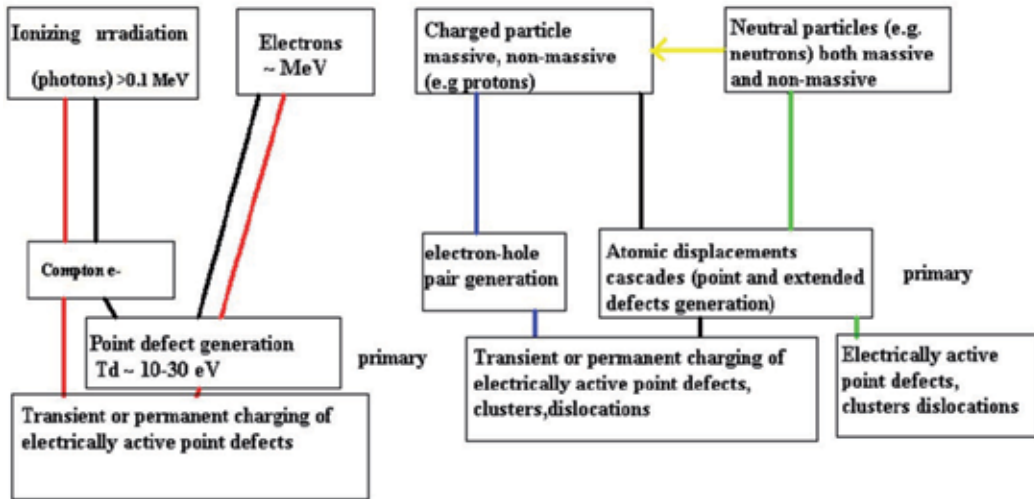 Ionizing irradiation
(photons) >0.1 MeV
Electrons
~ MeV
Charged particle
massive, non-massive
(e.g protons)
Neutral particles (e.g.
neutrons) both massive
and non-massive
Compton e-
electron-hole
pair generation
Atomic displacements
cascades (point and extended
defects generation)
primary
Point defect generation
Td ~ 10-30 eV
primary
Transient or permanent charging of
electrically active point defects
Transient or permanent charging of
electrically active point defects,
clusters,dislocations
Electrically active
point defects,
clusters dislocations